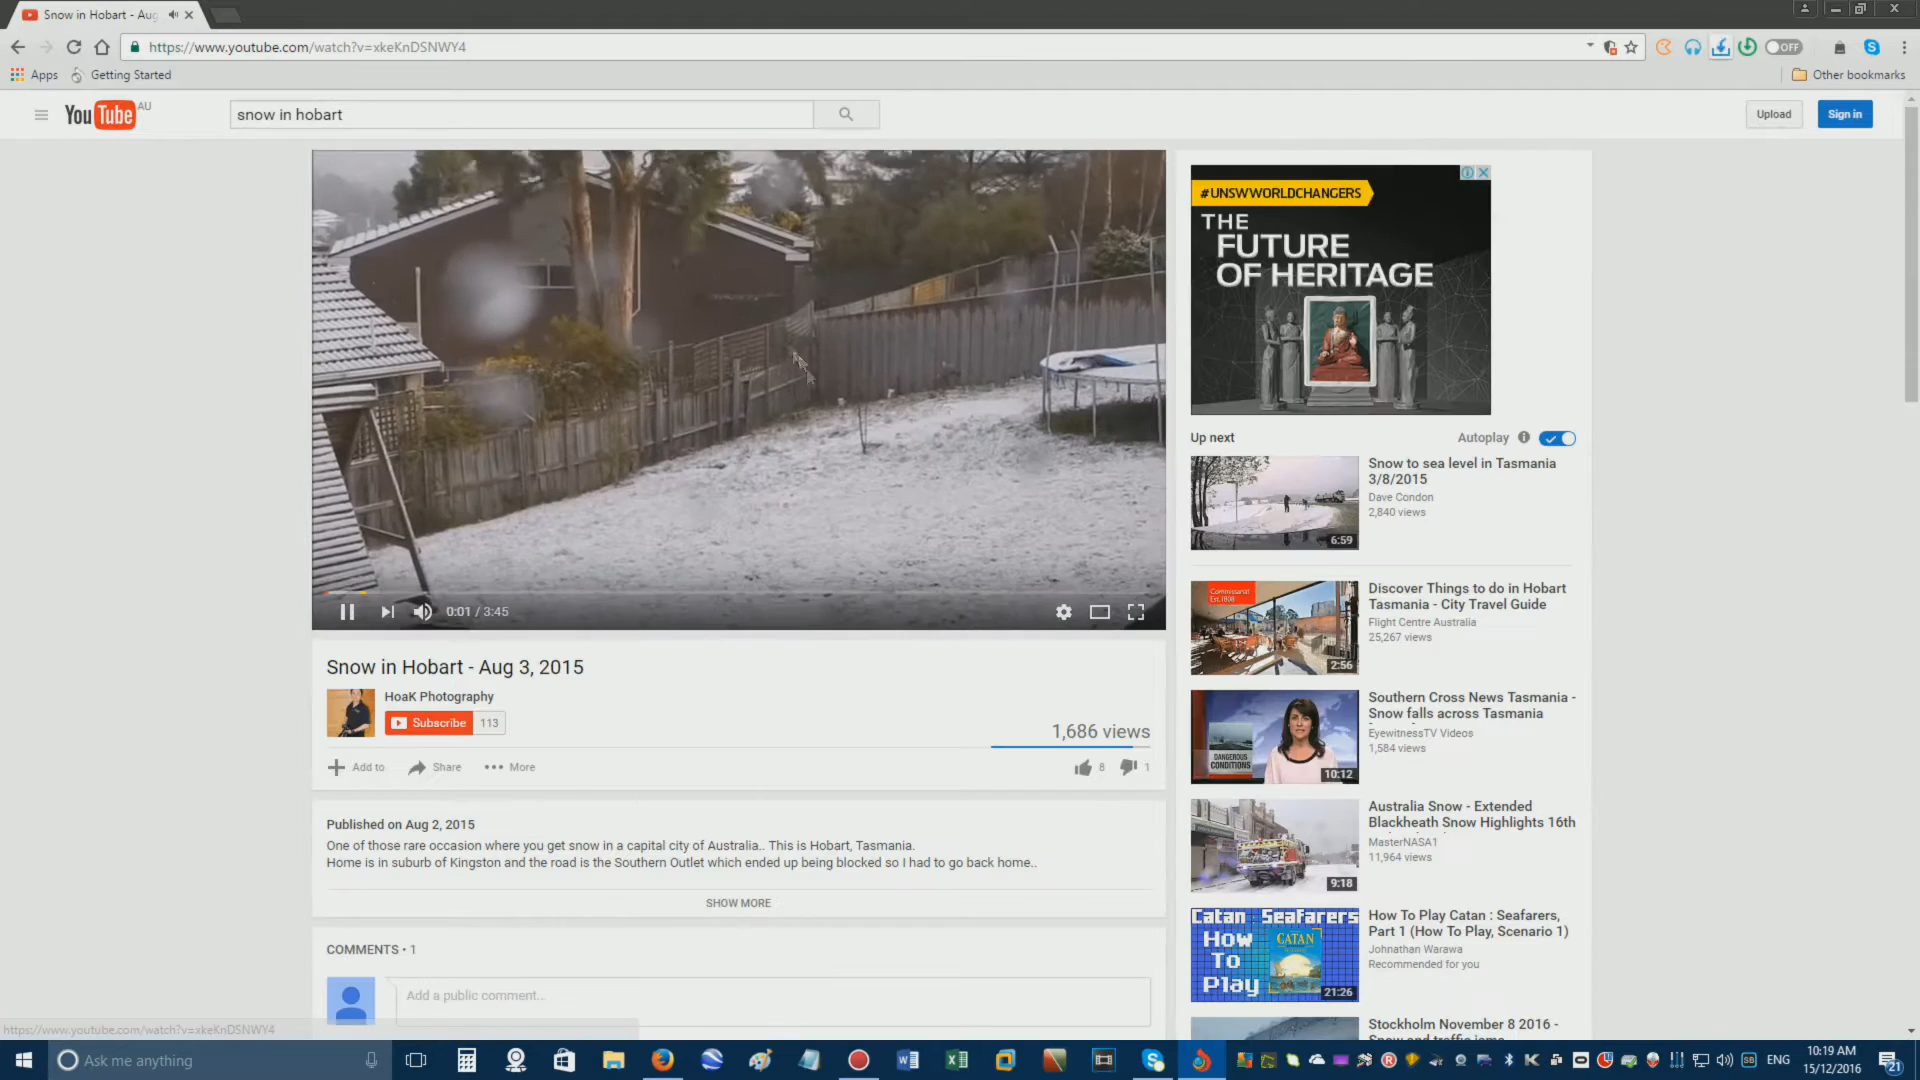 Snow in Hobart - Aug
https://www.youtube.com/watch?v=xkeKnDSNWY4
OFF
Apps
Getting Started
Other bookmarks
YouTube AU
snow in hobart
Upload
Sign in
#UNSWWORLDCHANGERS
THE
FUTURE
OF HERITAGE
0:01 / 3:45
Up next
Autoplay
Snow to sea level in Tasmania
3/8/2015
Dave Condon
2,840 views
6:59
Discover Things to do in Hobart
Tasmania - City Travel Guide
Flight Centre Australia
25,267 views
2:56
Southern Cross News Tasmania -
Snow falls across Tasmania
EyewitnessTV Videos
1,584 views
DANGEROUS
CONDITIONS
10:12
Australia Snow - Extended
Blackheath Snow Highlights 16th
MasterNASA1
11,964 views
9:18
How To Play Catan : Seafarers,
Part 1 (How To Play, Scenario 1)
Johnathan Warawa
Recommended for you
Catan Seafarers
How
To
Play
CATAN
21:26
Stockholm November 8 2016 -
Snow in Hobart - Aug 3, 2015
HoaK Photography
Subscribe 113
1,686 views
Add to
Share
More
8
1
Published on Aug 2, 2015
One of those rare occasion where you get snow in a capital city of Australia.. This is Hobart, Tasmania.
Home is in suburb of Kingston and the road is the Southern Outlet which ended up being blocked so I had to go back home..
SHOW MORE
COMMENTS • 1
Add a public comment...
https://www.youtube.com/watch?v=xkeKnDSNWY4
Ask me anything
ENG
10:19 AM
15/12/2016
21